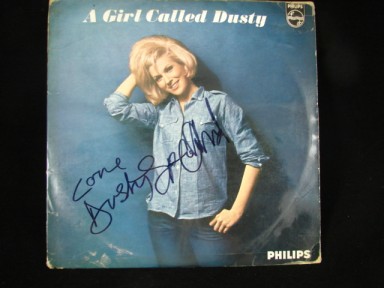 A Girl Called Dusty
PHILIPS
Love
Dusty Springfield
PHILIPS